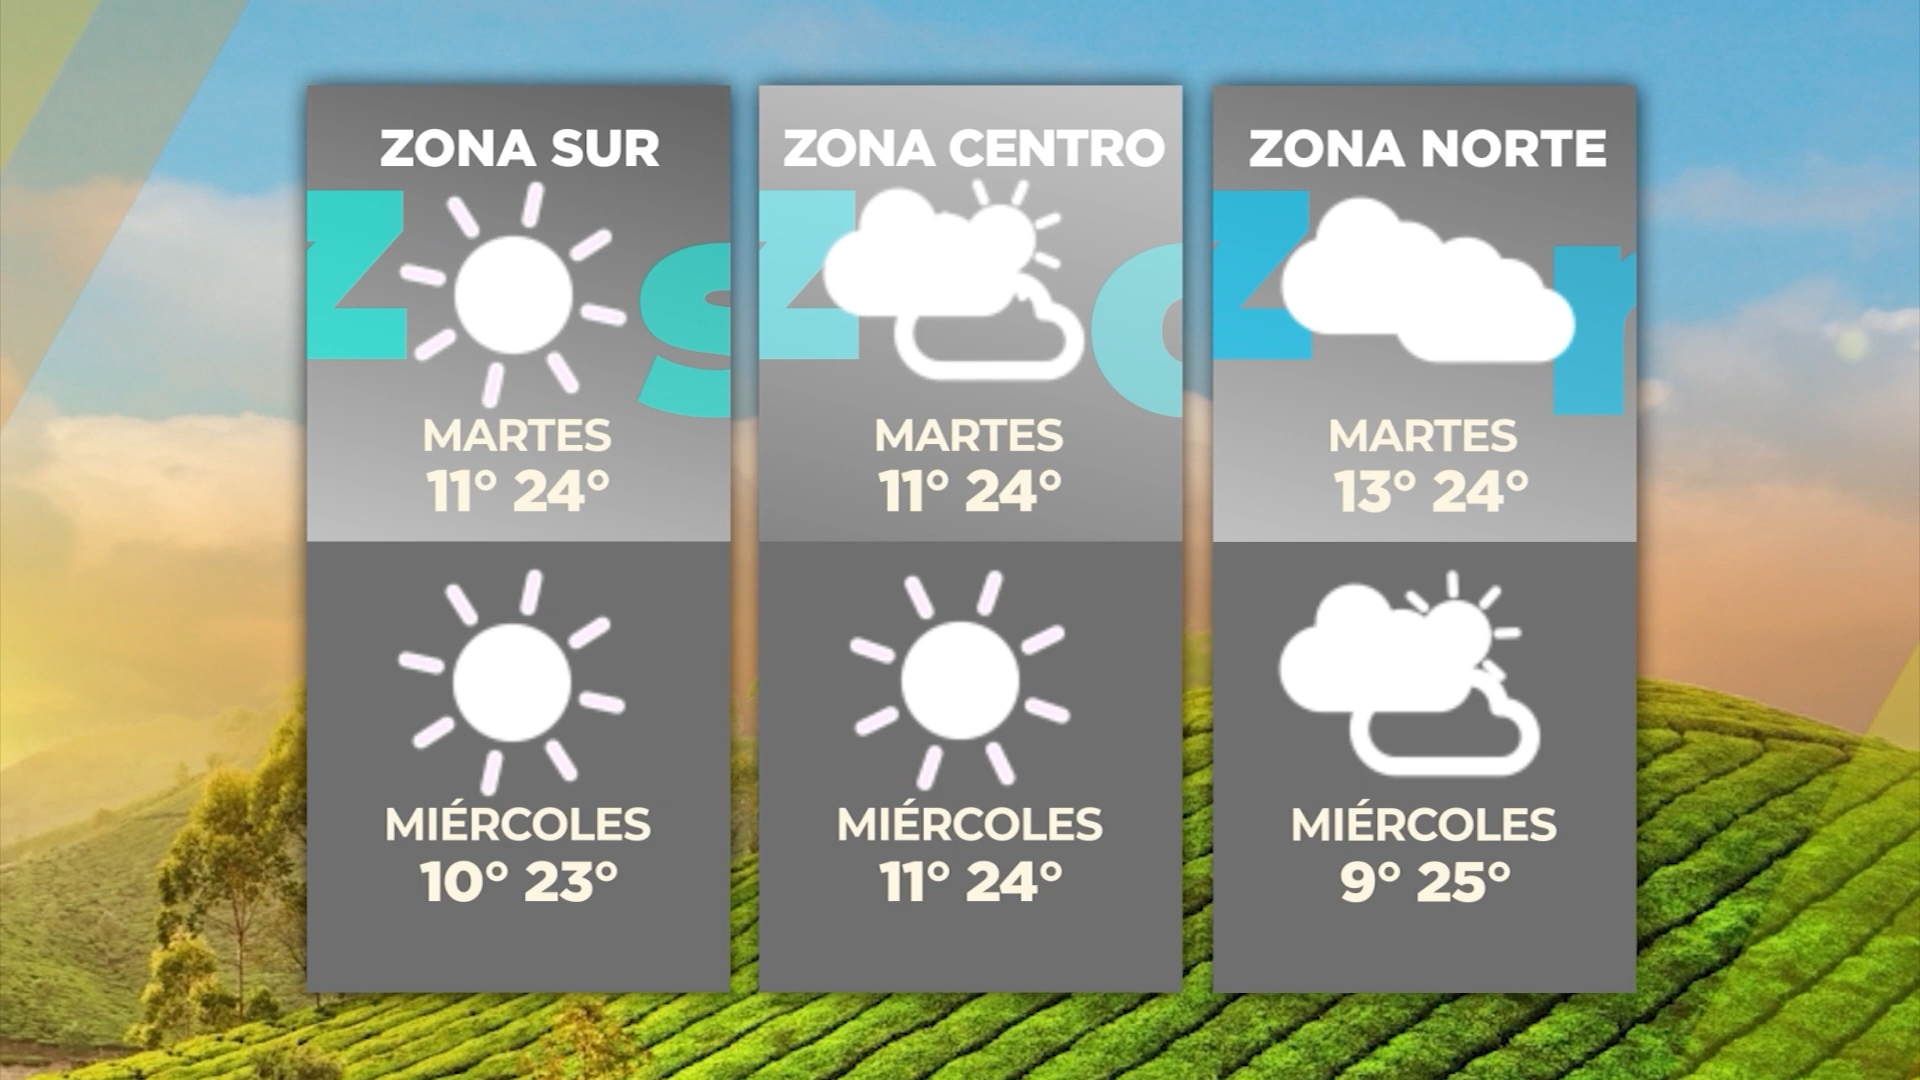 ZONA SUR
z s
MARTES
11° 24°
MIÉRCOLES
10° 23°
ZONA CENTRO
z c
MARTES
11° 24°
MIÉRCOLES
11° 24°
ZONA NORTE
z n
MARTES
13° 24°
MIÉRCOLES
9° 25°